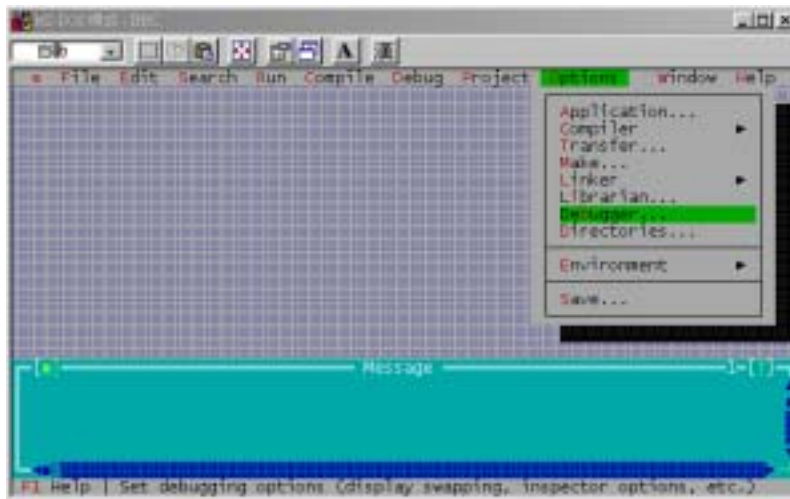 File Edit Search Run Compile Debug Project Options Window Help
Application...
Compiler
Transfer...
Make...
Linker
Librarian...
Debugger...
Directories...
Environment
Save...
Message
1
F1 Help | Set debugging options (display swapping, inspector options, etc.)